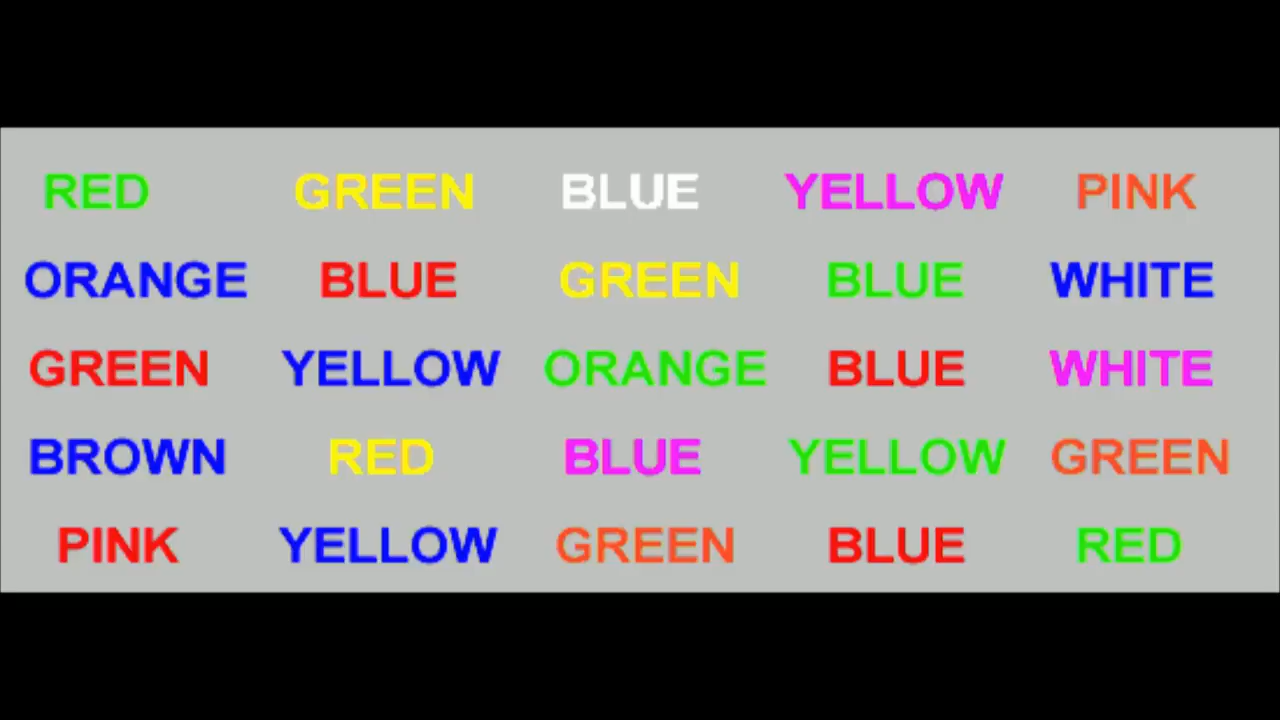 RED GREEN BLUE YELLOW PINK
ORANGE BLUE GREEN BLUE WHITE
GREEN YELLOW ORANGE BLUE WHITE
BROWN RED BLUE YELLOW GREEN
PINK YELLOW GREEN BLUE RED